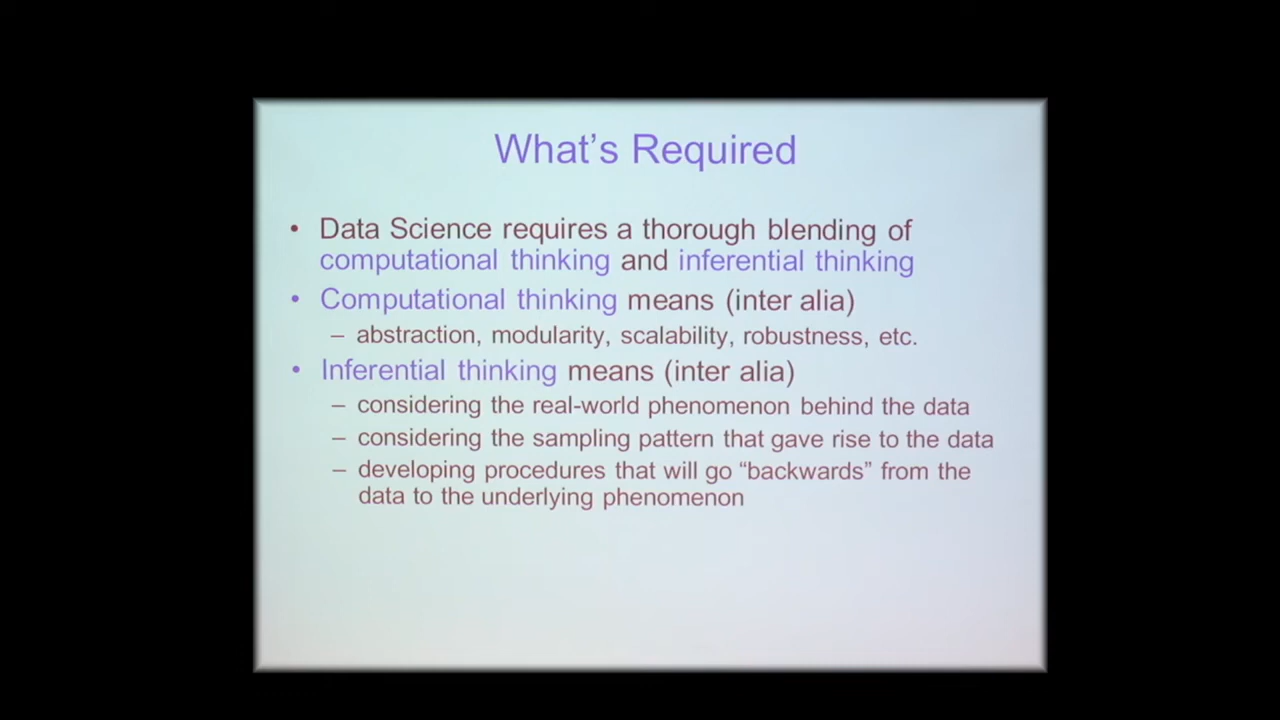 What's Required
• Data Science requires a thorough blending of
computational thinking and inferential thinking
• Computational thinking means (inter alia)
– abstraction, modularity, scalability, robustness, etc.
• Inferential thinking means (inter alia)
– considering the real-world phenomenon behind the data
– considering the sampling pattern that gave rise to the data
– developing procedures that will go “backwards” from the
data to the underlying phenomenon